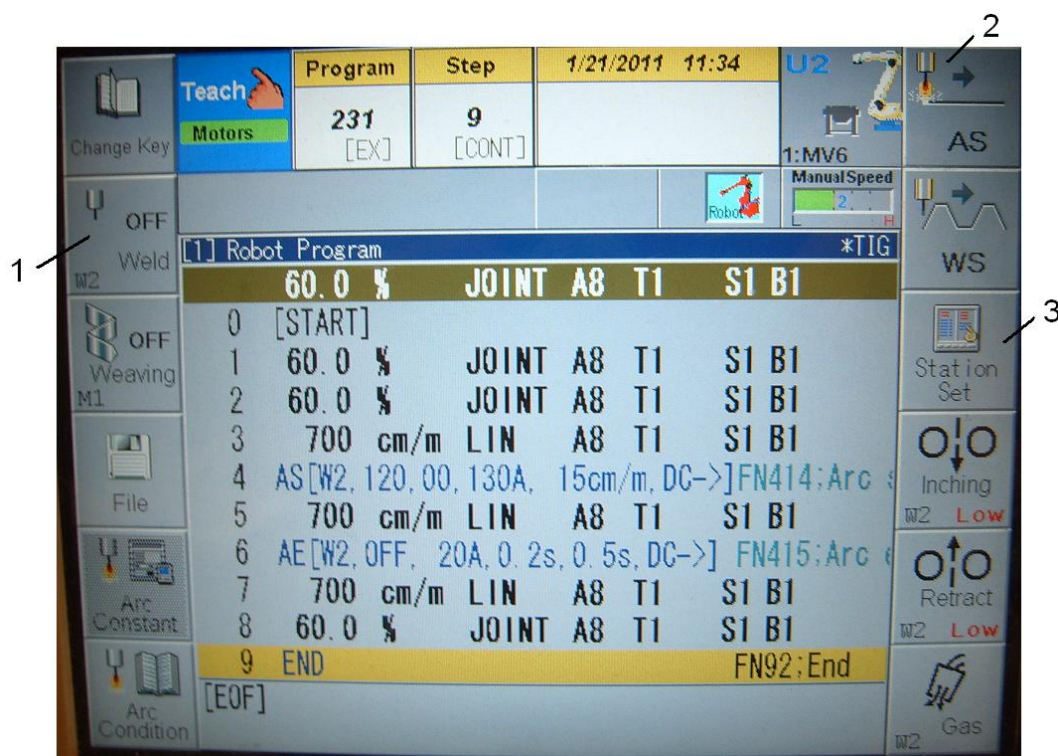 2
Change Key
Teach
Motors
Program
231
[EX]
Step
9
[CONT]
1/21/2011 11:34
U2
1:MV6
AS
OFF
Weld
W2
1
Robot
Manual Speed
2
L H
WS
[1] Robot Program *TIG
60.0 % JOINT A8 T1 S1 B1
0 [START]
1 60.0 % JOINT A8 T1 S1 B1
2 60.0 % JOINT A8 T1 S1 B1
3 700 cm/m LIN A8 T1 S1 B1
4 AS[W2, 120, 00, 130A, 15cm/m, DC->]FN414;Arc s
5 700 cm/m LIN A8 T1 S1 B1
6 AE[W2, OFF, 20A, 0.2s, 0.5s, DC->] FN415;Arc e
7 700 cm/m LIN A8 T1 S1 B1
8 60.0 % JOINT A8 T1 S1 B1
9 END FN92;End
[EOF]
OFF
Weaving
M1
File
Arc
Constant
Arc
Condition
3
Station
Set
Inching
W2 Low
Retract
W2 Low
Gas
W2